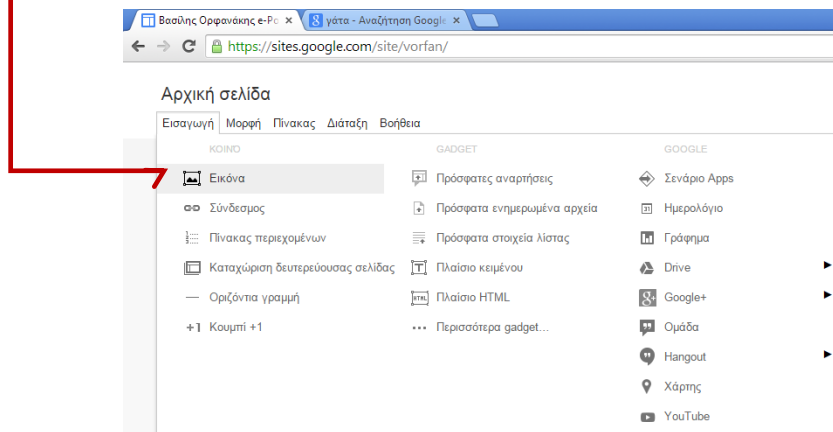 Βασίλης Ορφανάκης e-Po
γάτα - Αναζήτηση Google
https://sites.google.com/site/vorfan/
Αρχική σελίδα
Εισαγωγή Μορφή Πίνακας Διάταξη Βοήθεια
ΚΟΙΝΌ GADGET GOOGLE
Εικόνα Πρόσφατες αναρτήσεις Σενάριο Apps
Σύνδεσμος Πρόσφατα ενημερωμένα αρχεία 31 Ημερολόγιο
Πίνακας περιεχομένων Πρόσφατα στοιχεία λίστας Γράφημα
Καταχώριση δευτερεύουσας σελίδας Πλαίσιο κειμένου Drive
Οριζόντια γραμμή HTML Πλαίσιο HTML Google+
+1 Κουμπί +1 Περισσότερα gadget... Ομάδα
Hangout
Χάρτης
YouTube